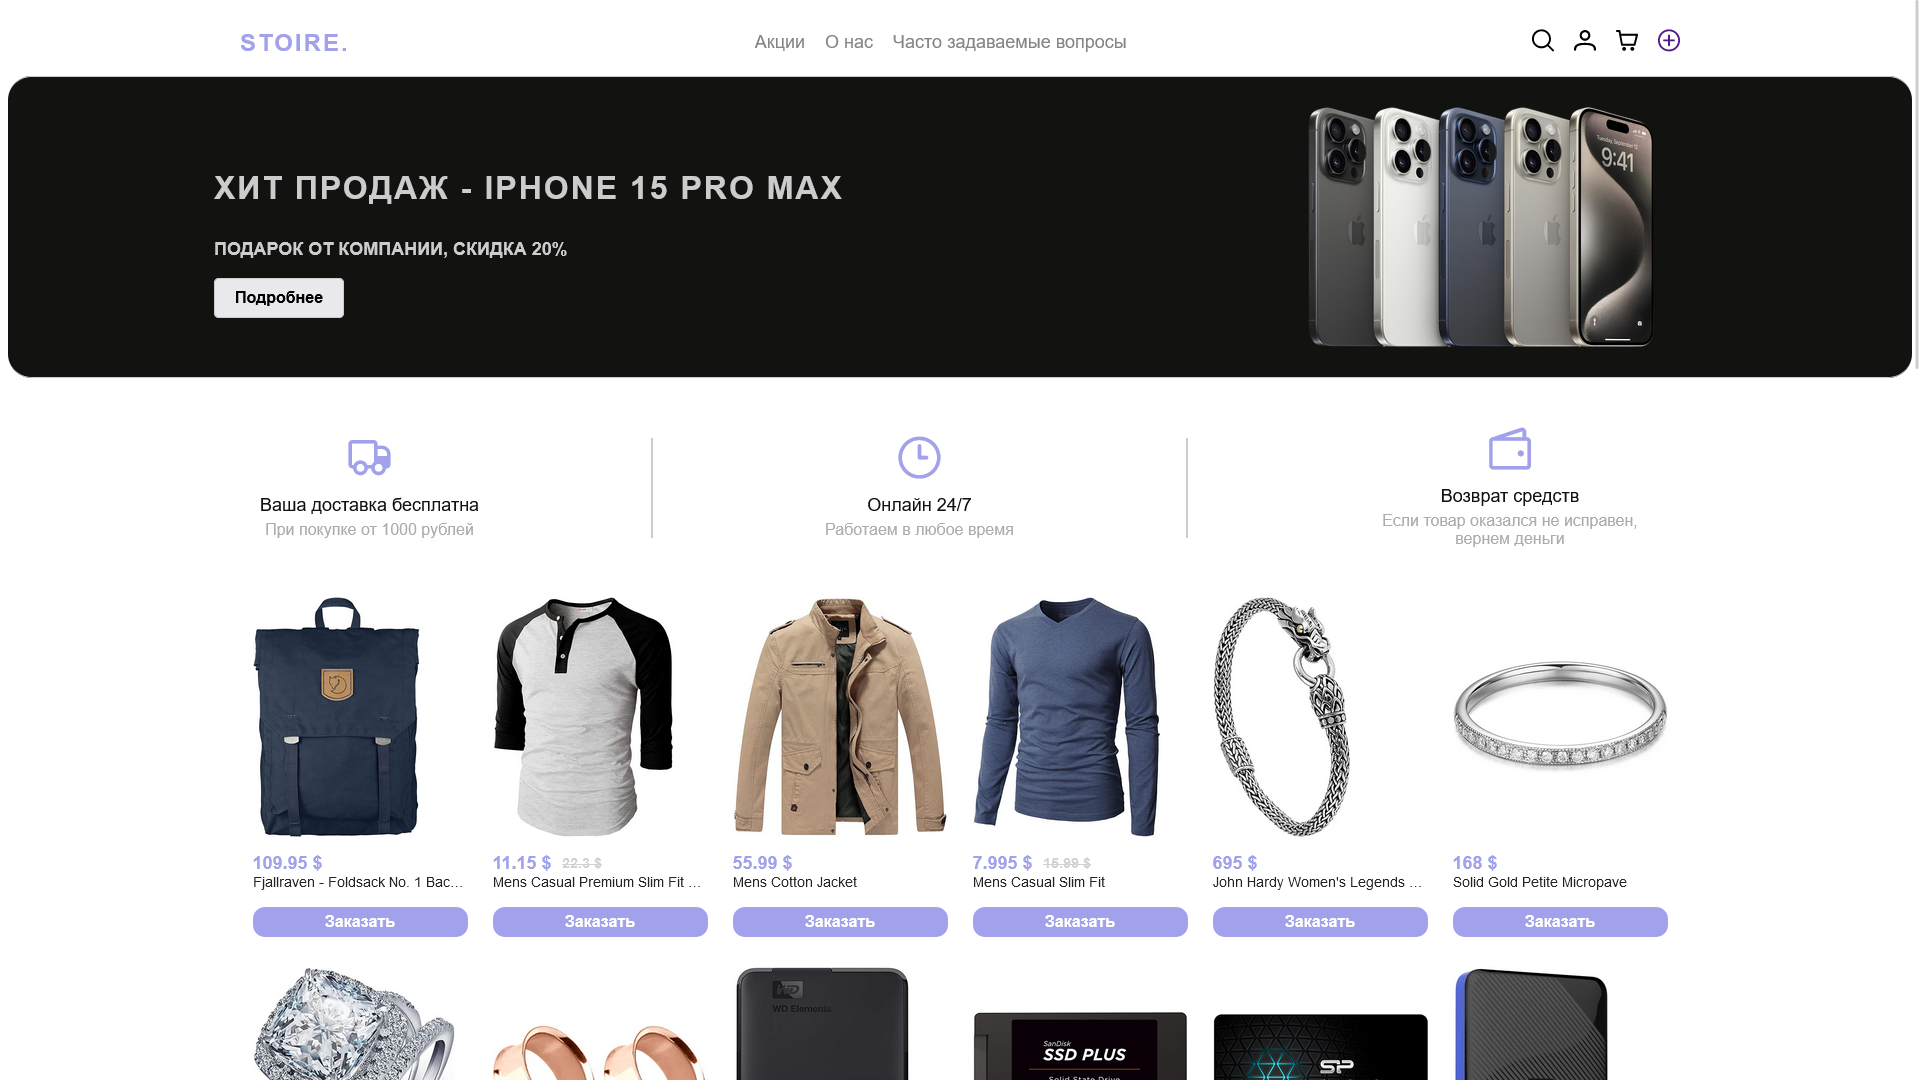 STOIRE.
Акции О нас Часто задаваемые вопросы
ХИТ ПРОДАЖ - IPHONE 15 PRO MAX
Tuesday, September 12
9:41
ПОДАРОК ОТ КОМПАНИИ, СКИДКА 20%
Подробнее
Ваша доставка бесплатна
При покупке от 1000 рублей
Онлайн 24/7
Работаем в любое время
Возврат средств
Если товар оказался не исправен,
вернем деньги
109.95 $
Fjallraven - Foldsack No. 1 Bac...
Заказать
11.15 $ 22.3 $
Mens Casual Premium Slim Fit ...
Заказать
55.99 $
Mens Cotton Jacket
Заказать
7.995 $ 15.99 $
Mens Casual Slim Fit
Заказать
695 $
John Hardy Women's Legends ...
Заказать
168 $
Solid Gold Petite Micropave
Заказать
WD
WD Elements
SanDisk
SSD PLUS
Solid State Drive
SP